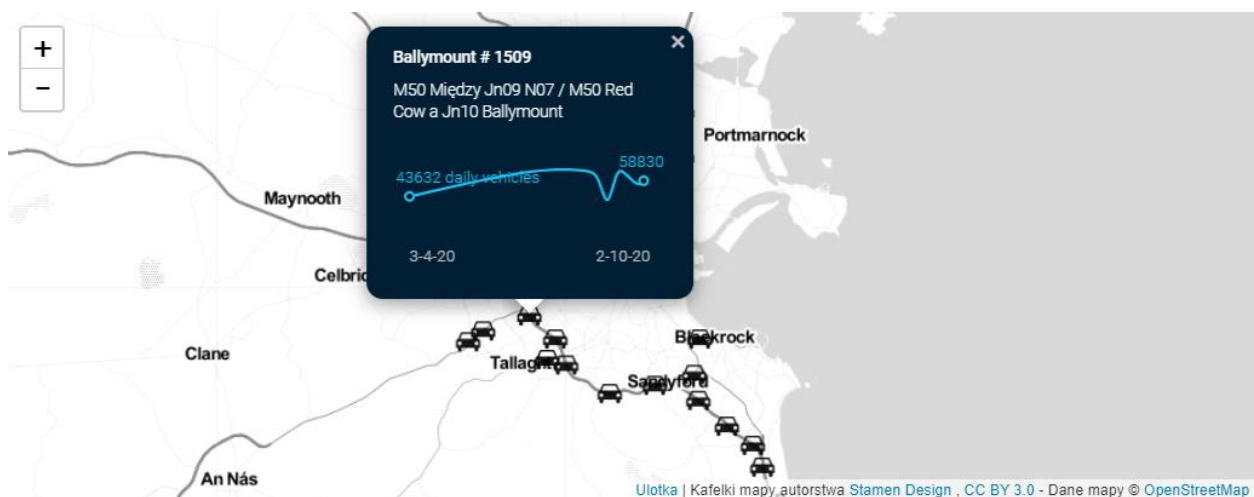 +
−
Ballymount # 1509
×
M50 Między Jn09 N07 / M50 Red
Cow a Jn10 Ballymount
58830
43632 daily vehicles
3-4-20
2-10-20
Portmarnock
Maynooth
Clane
Blackrock
Tallaght
Sandyford
An Nás
Ulotka | Kafelki mapy autorstwa Stamen Design , CC BY 3.0 - Dane mapy © OpenStreetMap